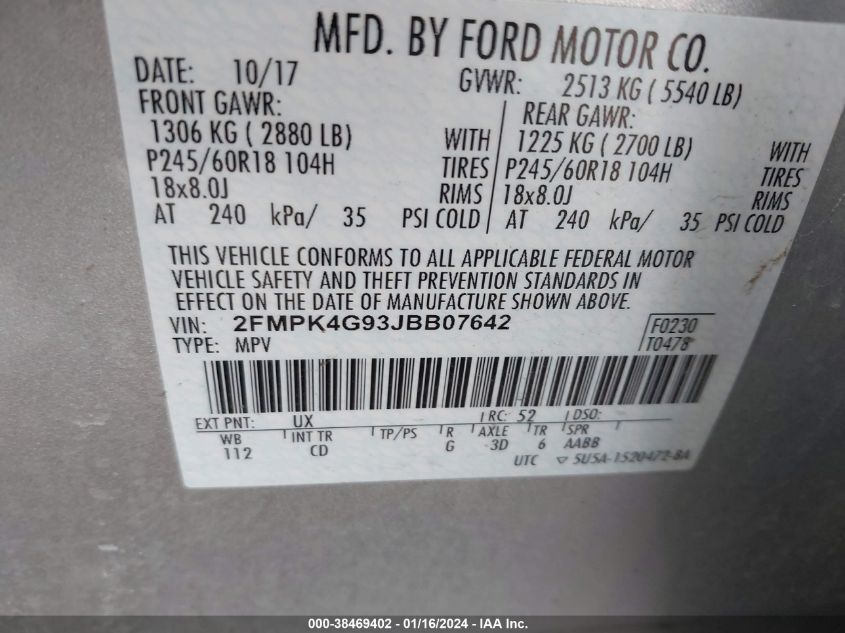 MFD. BY FORD MOTOR CO.
DATE: 10/17 GVWR: 2513 KG ( 5540 LB)
FRONT GAWR: REAR GAWR:
1306 KG ( 2880 LB) WITH 1225 KG ( 2700 LB) WITH
P245/60R18 104H TIRES P245/60R18 104H TIRES
18x8.0J RIMS 18x8.0J RIMS
AT 240 kPa/ 35 PSI COLD AT 240 kPa/ 35 PSI COLD
THIS VEHICLE CONFORMS TO ALL APPLICABLE FEDERAL MOTOR
VEHICLE SAFETY AND THEFT PREVENTION STANDARDS IN
EFFECT ON THE DATE OF MANUFACTURE SHOWN ABOVE.
VIN: 2FMPK4G93JBB07642 F0230
TYPE: MPV T0478
EXT PNT: UX RC: 52 DSO:
WB INT TR TP/PS R AXLE TR SPR
112 CD G 3D 6 AABB
UTC ▽ 5U5A-1520472-BA
000-38469402 - 01/16/2024 - IAA Inc.